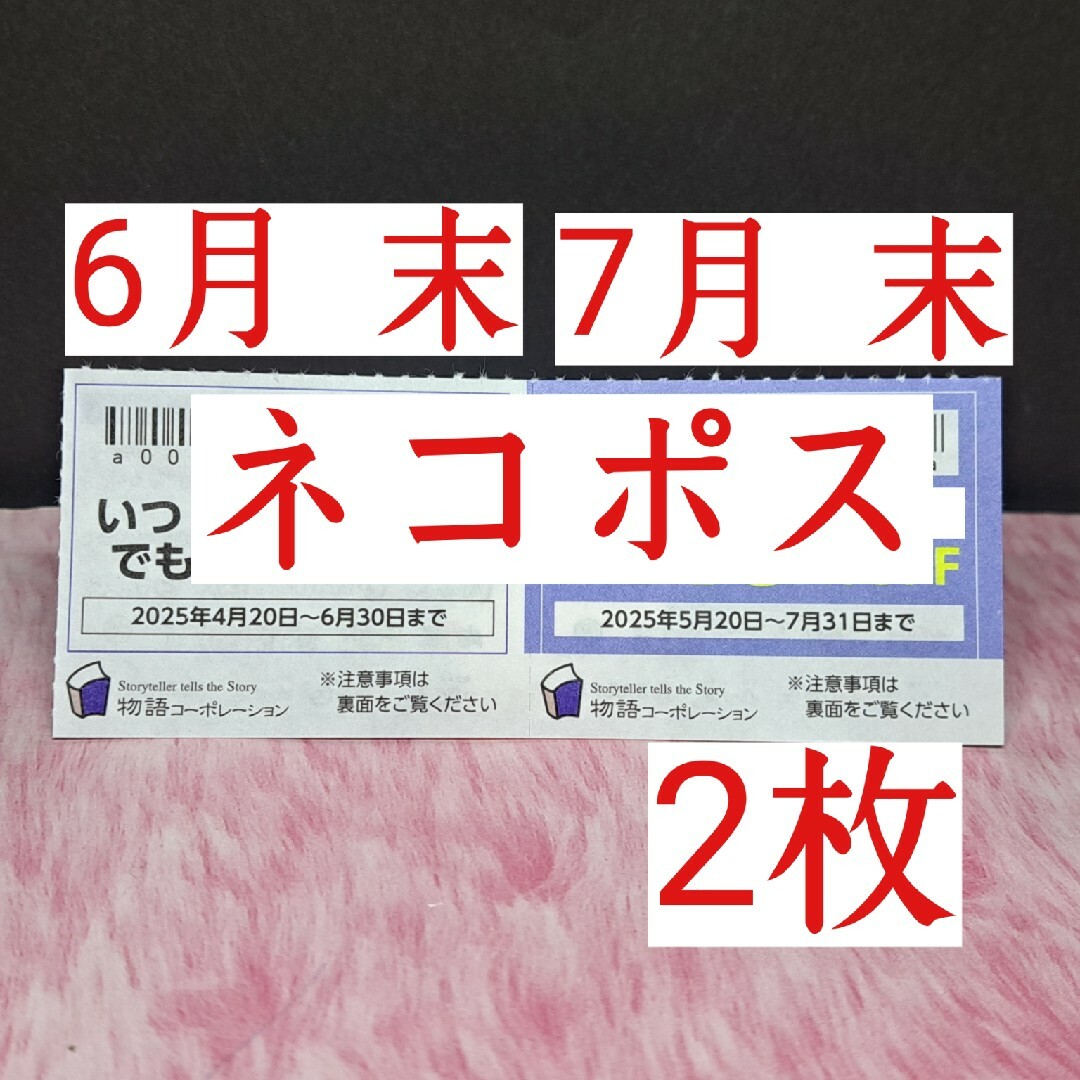 6月 末
7月 末
ネコポス
a00
いつ
でも
F
2025年4月20日～6月30日まで
2025年5月20日～7月31日まで
Storyteller tells the Story
物語コーポレーション
※注意事項は
裏面をご覧ください
Storyteller tells the Story
物語コーポレーション
※注意事項は
裏面をご覧ください
2枚